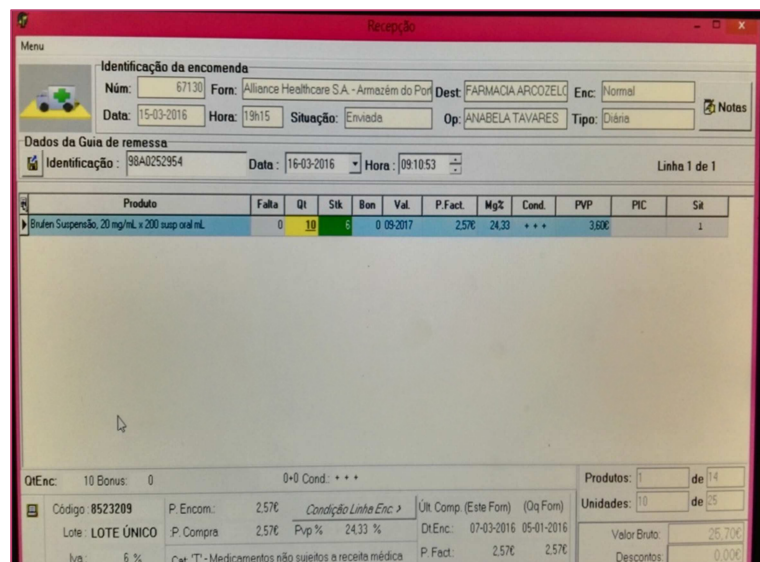 Recepção
Menu
Identificação da encomenda
Núm: 67130 Forn: Alliance Healthcare S.A. - Armazém do Port Dest: FARMACIA ARCOZELO Enc: Normal
Data: 15-03-2016 Hora: 19h15 Situação: Enviada Op: ANABELA TAVARES Tipo: Diária Notas
Dados da Guia de remessa
Identificação : 98A0252954 Data : 16-03-2016 Hora : 09:10:53 Linha 1 de 1
Produto Falta Qt Stk Bon Val. P.Fact. Mg% Cond. PVP PIC Sit
Brufen Suspensão, 20 mg/mL x 200 susp oral mL 0 10 6 0 09-2017 2,57€ 24,33 + + + 3,60€ 1
QtEnc: 10 Bonus: 0 0+0 Cond.: + + + Produtos: 1 de 14
Código : 8523209 P. Encom.: 2,57€ Condição Linha Enc. > Últ. Comp. (Este Forn) (Qq Forn) Unidades: 10 de 25
Lote : LOTE ÚNICO P. Compra 2,57€ Pvp % 24,33 % Dt.Enc.: 07-03-2016 05-01-2016 Valor Bruto: 25,70€
Iva : 6 % Cat. 'T' - Medicamentos não sujeitos a receita médica P. Fact.: 2,57€ 2,57€ Descontos: 0,00€